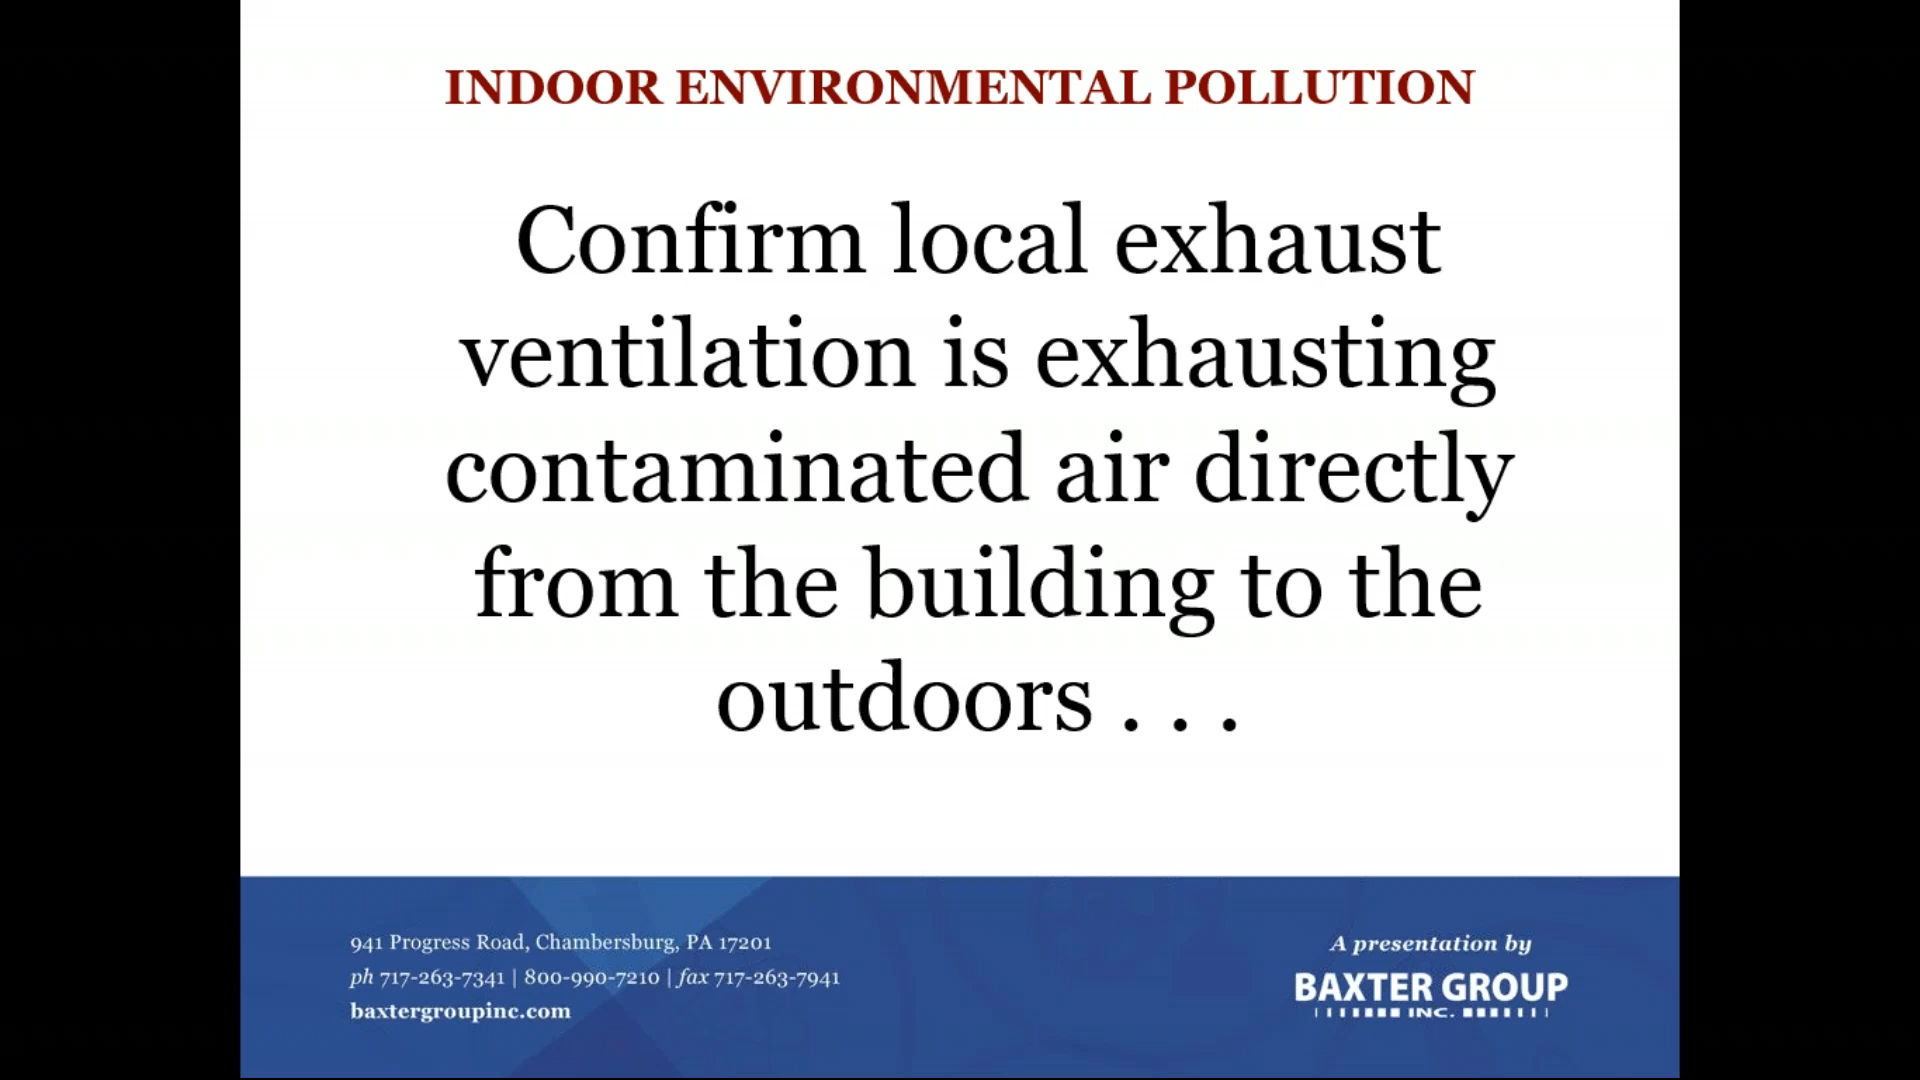 INDOOR ENVIRONMENTAL POLLUTION
Confirm local exhaust
ventilation is exhausting
contaminated air directly
from the building to the
outdoors . . .
941 Progress Road, Chambersburg, PA 17201
ph 717-263-7341 | 800-990-7210 | fax 717-263-7941
baxtergroupinc.com
A presentation by
BAXTER GROUP
INC.